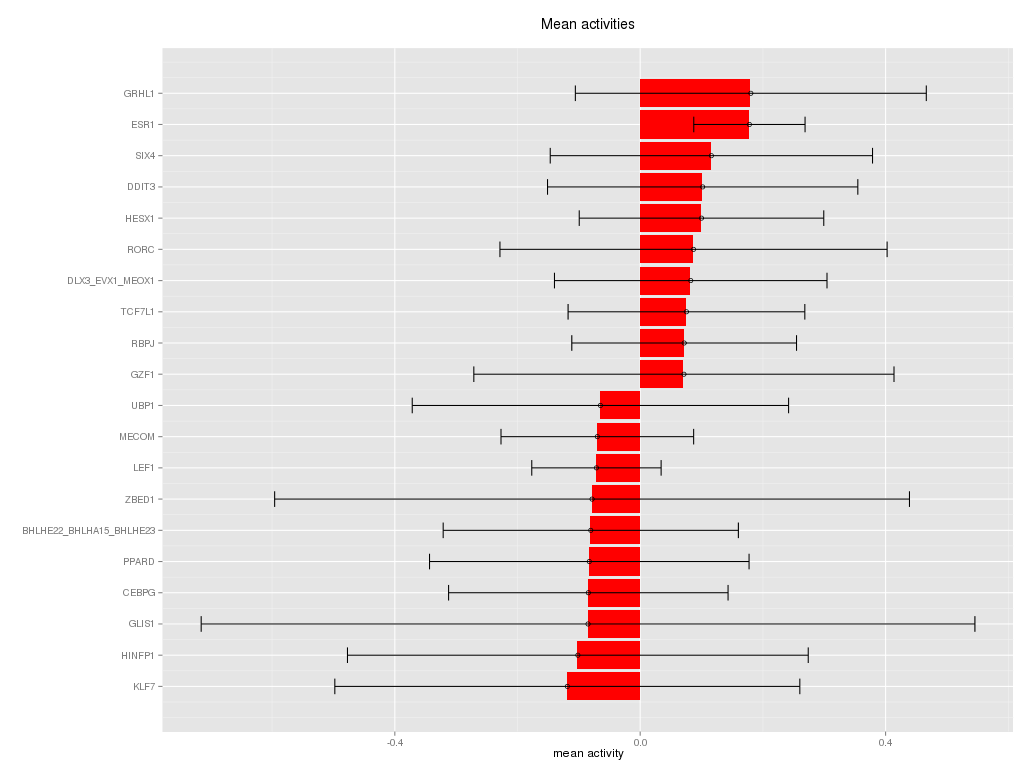 Mean activities
GRHL1
ESR1
SIX4
DDIT3
HESX1
RORC
DLX3_EVX1_MEOX1
TCF7L1
RBPJ
GZF1
UBP1
MECOM
LEF1
ZBED1
BHLHE22_BHLHA15_BHLHE23
PPARD
CEBPG
GLIS1
HINFP1
KLF7
-0.4 0.0 0.4
mean activity